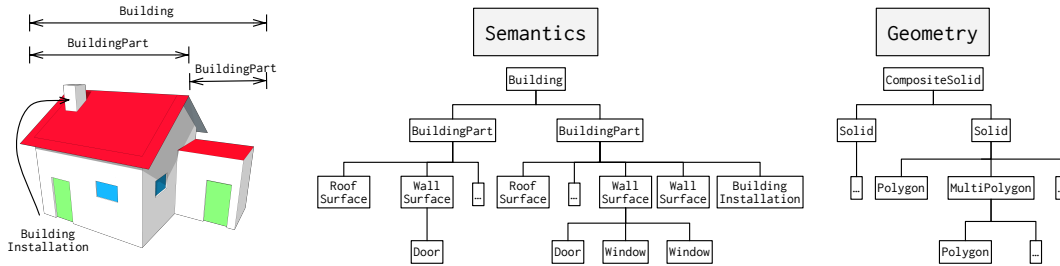 Building
BuildingPart
BuildingPart
Building
Installation
Semantics
Building
BuildingPart
BuildingPart
Roof
Surface
Wall
Surface
…
Roof
Surface
…
Wall
Surface
Wall
Surface
Building
Installation
Door
Door
Window
Window
Geometry
CompositeSolid
Solid
Solid
…
Polygon
MultiPolygon
…
Polygon
…